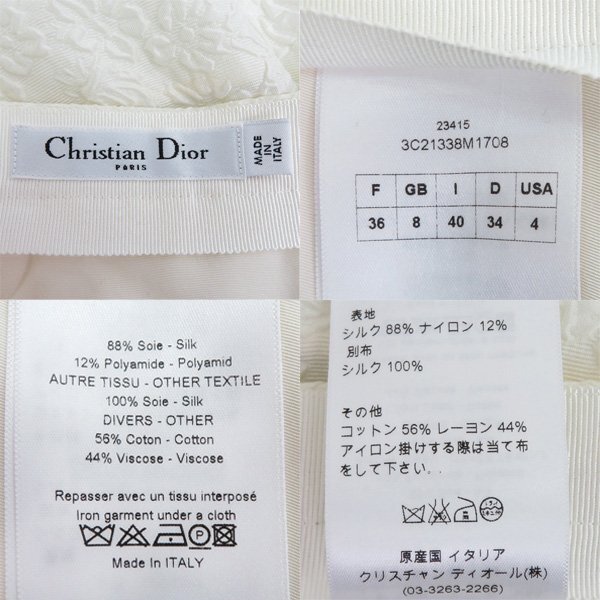 Christian Dior
PARIS
MADE
IN
ITALY
23415
3C21338M1708
F GB I D USA
36 8 40 34 4
88% Soie - Silk
12% Polyamide - Polyamid
AUTRE TISSU - OTHER TEXTILE
100% Soie - Silk
DIVERS - OTHER
56% Coton - Cotton
44% Viscose - Viscose
Repasser avec un tissu interposé
Iron garment under a cloth
Made In ITALY
表地
シルク 88% ナイロン 12%
別布
シルク 100%
その他
コットン 56% レーヨン 44%
アイロン掛けする際は当て布
をして下さい。
原産国 イタリア
クリスチャン ディオール(株)
(03-3263-2266)